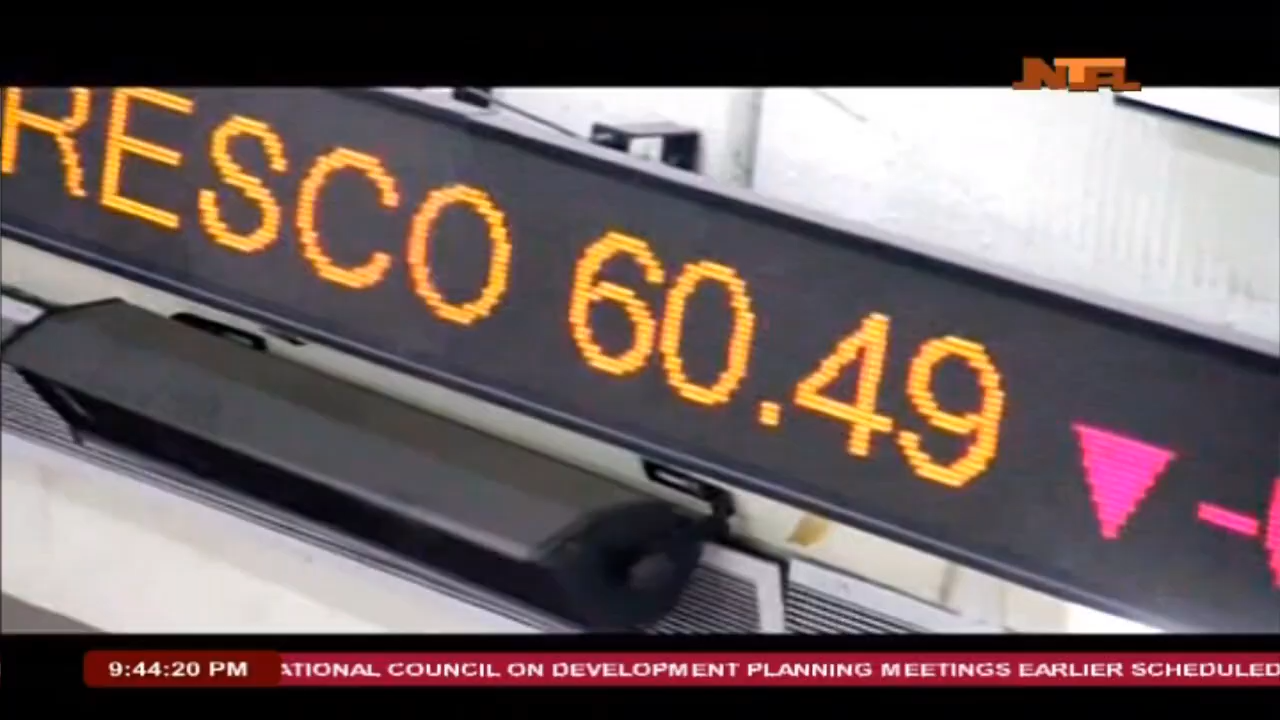 NTA
RESCO 60.49 ▼-
9:44:20 PM ATIONAL COUNCIL ON DEVELOPMENT PLANNING MEETINGS EARLIER SCHEDULED